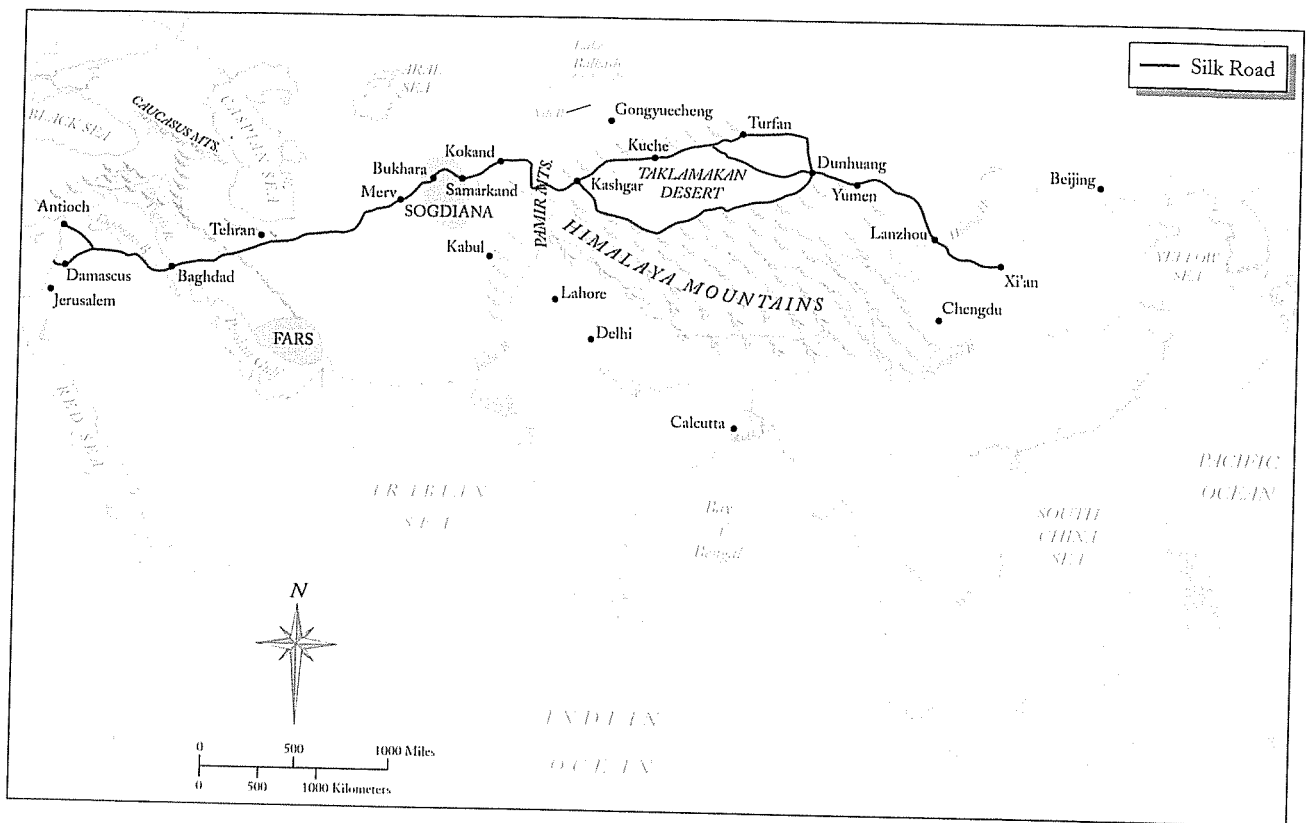 Silk Road
Lake
Balkash
ARAL
SEA
CAUCASUS MTS.
BLACK SEA
CASPIAN SEA
Gongyuecheng
Turfan
Kokand
Kuche
Dunhuang
Bukhara
TAKLAMAKAN
DESERT
Beijing
Merv
Samarkand
PAMIR MTS.
Kashgar
Yumen
Antioch
SOGDIANA
Tehran
Lanzhou
Kabul
HIMALAYA MOUNTAINS
YELLOW
SEA
Damascus
Baghdad
Xi'an
Jerusalem
Lahore
Chengdu
FARS
Delhi
RED SEA
Calcutta
PACIFIC
OCEAN
ARABIAN
SEA
Bay
of
Bengal
SOUTH
CHINA
SEA
N
INDIAN
OCEAN
0 500 1000 Miles
0 500 1000 Kilometers